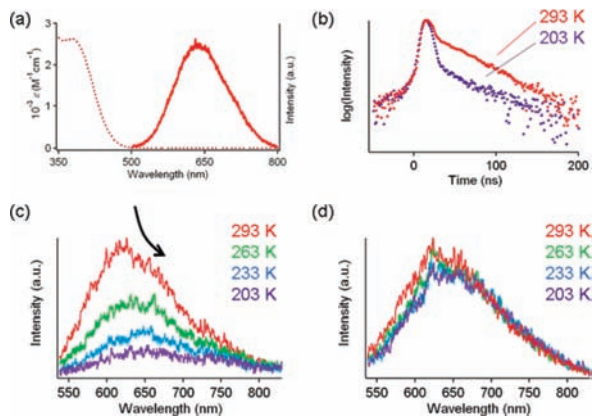 (a)
3
2
1
0
10⁻³ ε (M⁻¹cm⁻¹)
Intensity (a.u.)
350
500
650
800
Wavelength (nm)
(b)
293 K
203 K
log(Intensity)
0
100
200
Time (ns)
(c)
293 K
263 K
233 K
203 K
Intensity (a.u.)
550
600
650
700
750
800
Wavelength (nm)
(d)
293 K
263 K
233 K
203 K
Intensity (a.u.)
550
600
650
700
750
800
Wavelength (nm)